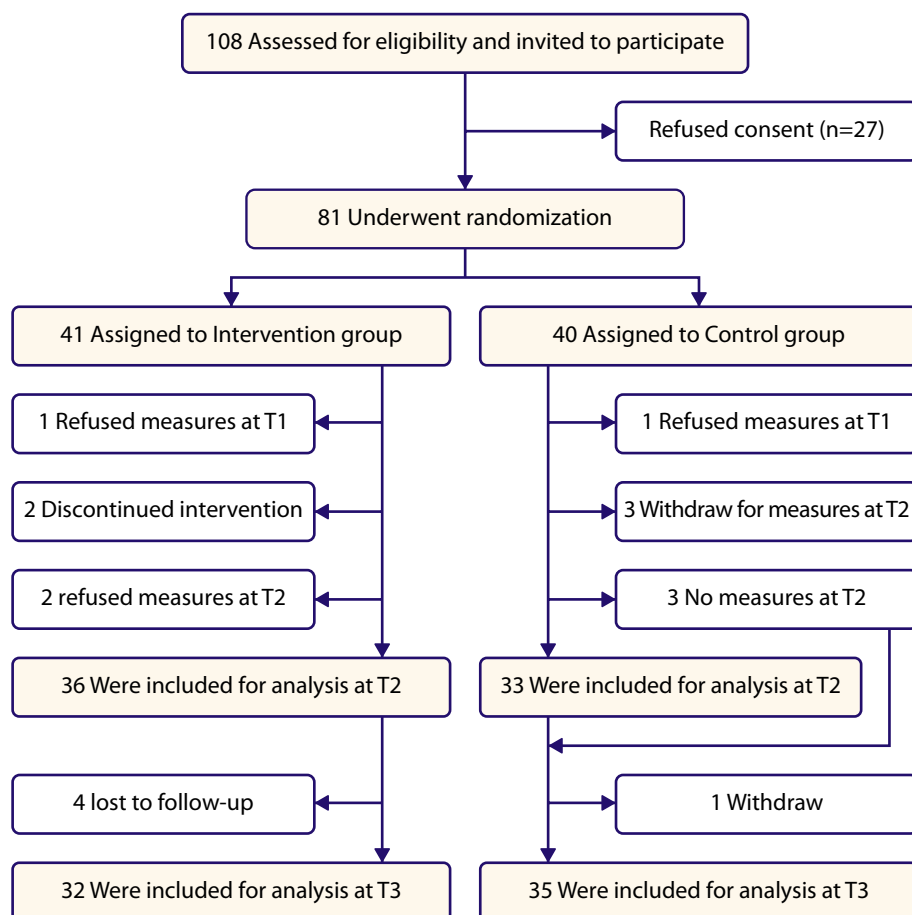 108 Assessed for eligibility and invited to participate
Refused consent (n=27)
81 Underwent randomization
41 Assigned to Intervention group
40 Assigned to Control group
1 Refused measures at T1
1 Refused measures at T1
2 Discontinued intervention
3 Withdraw for measures at T2
2 refused measures at T2
3 No measures at T2
36 Were included for analysis at T2
33 Were included for analysis at T2
4 lost to follow-up
1 Withdraw
32 Were included for analysis at T3
35 Were included for analysis at T3